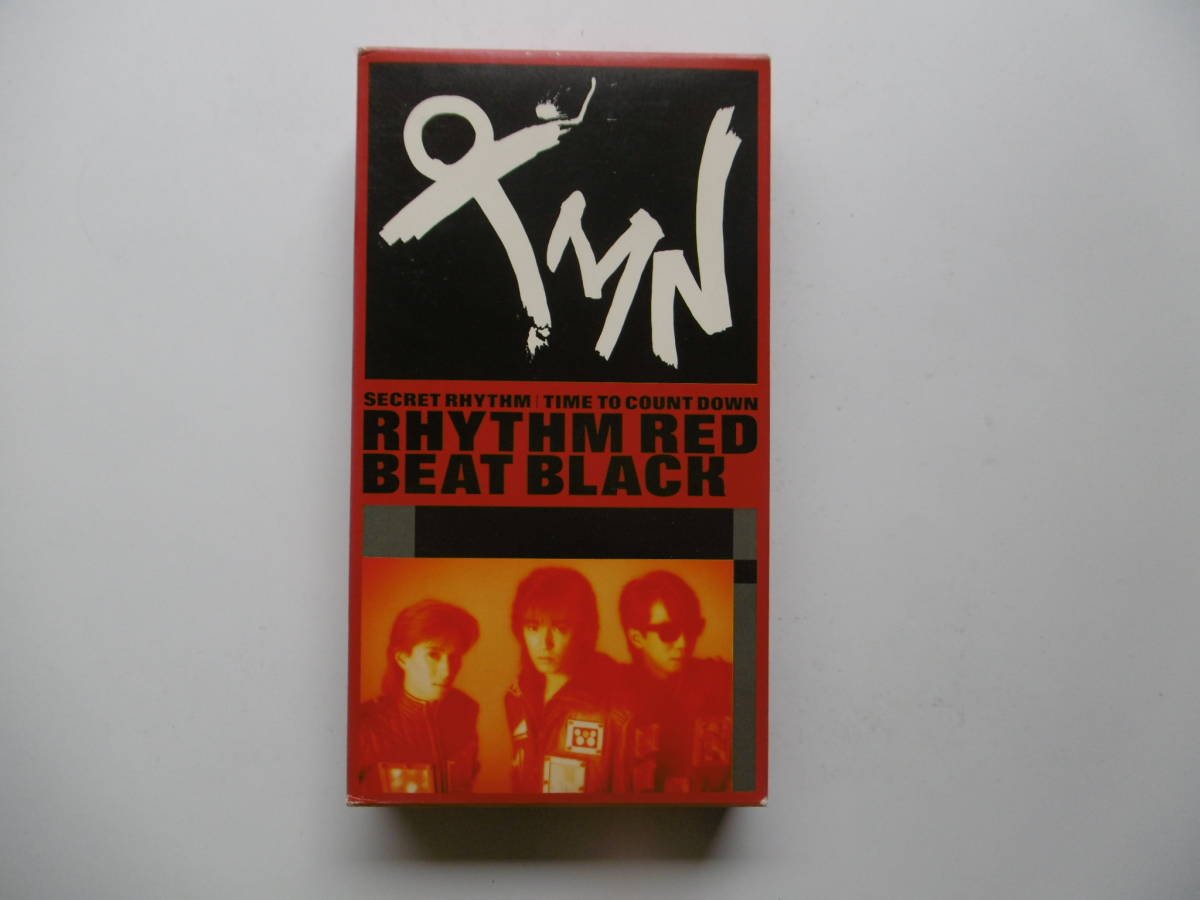 TMN
SECRET RHYTHM | TIME TO COUNT DOWN
RHYTHM RED
BEAT BLACK